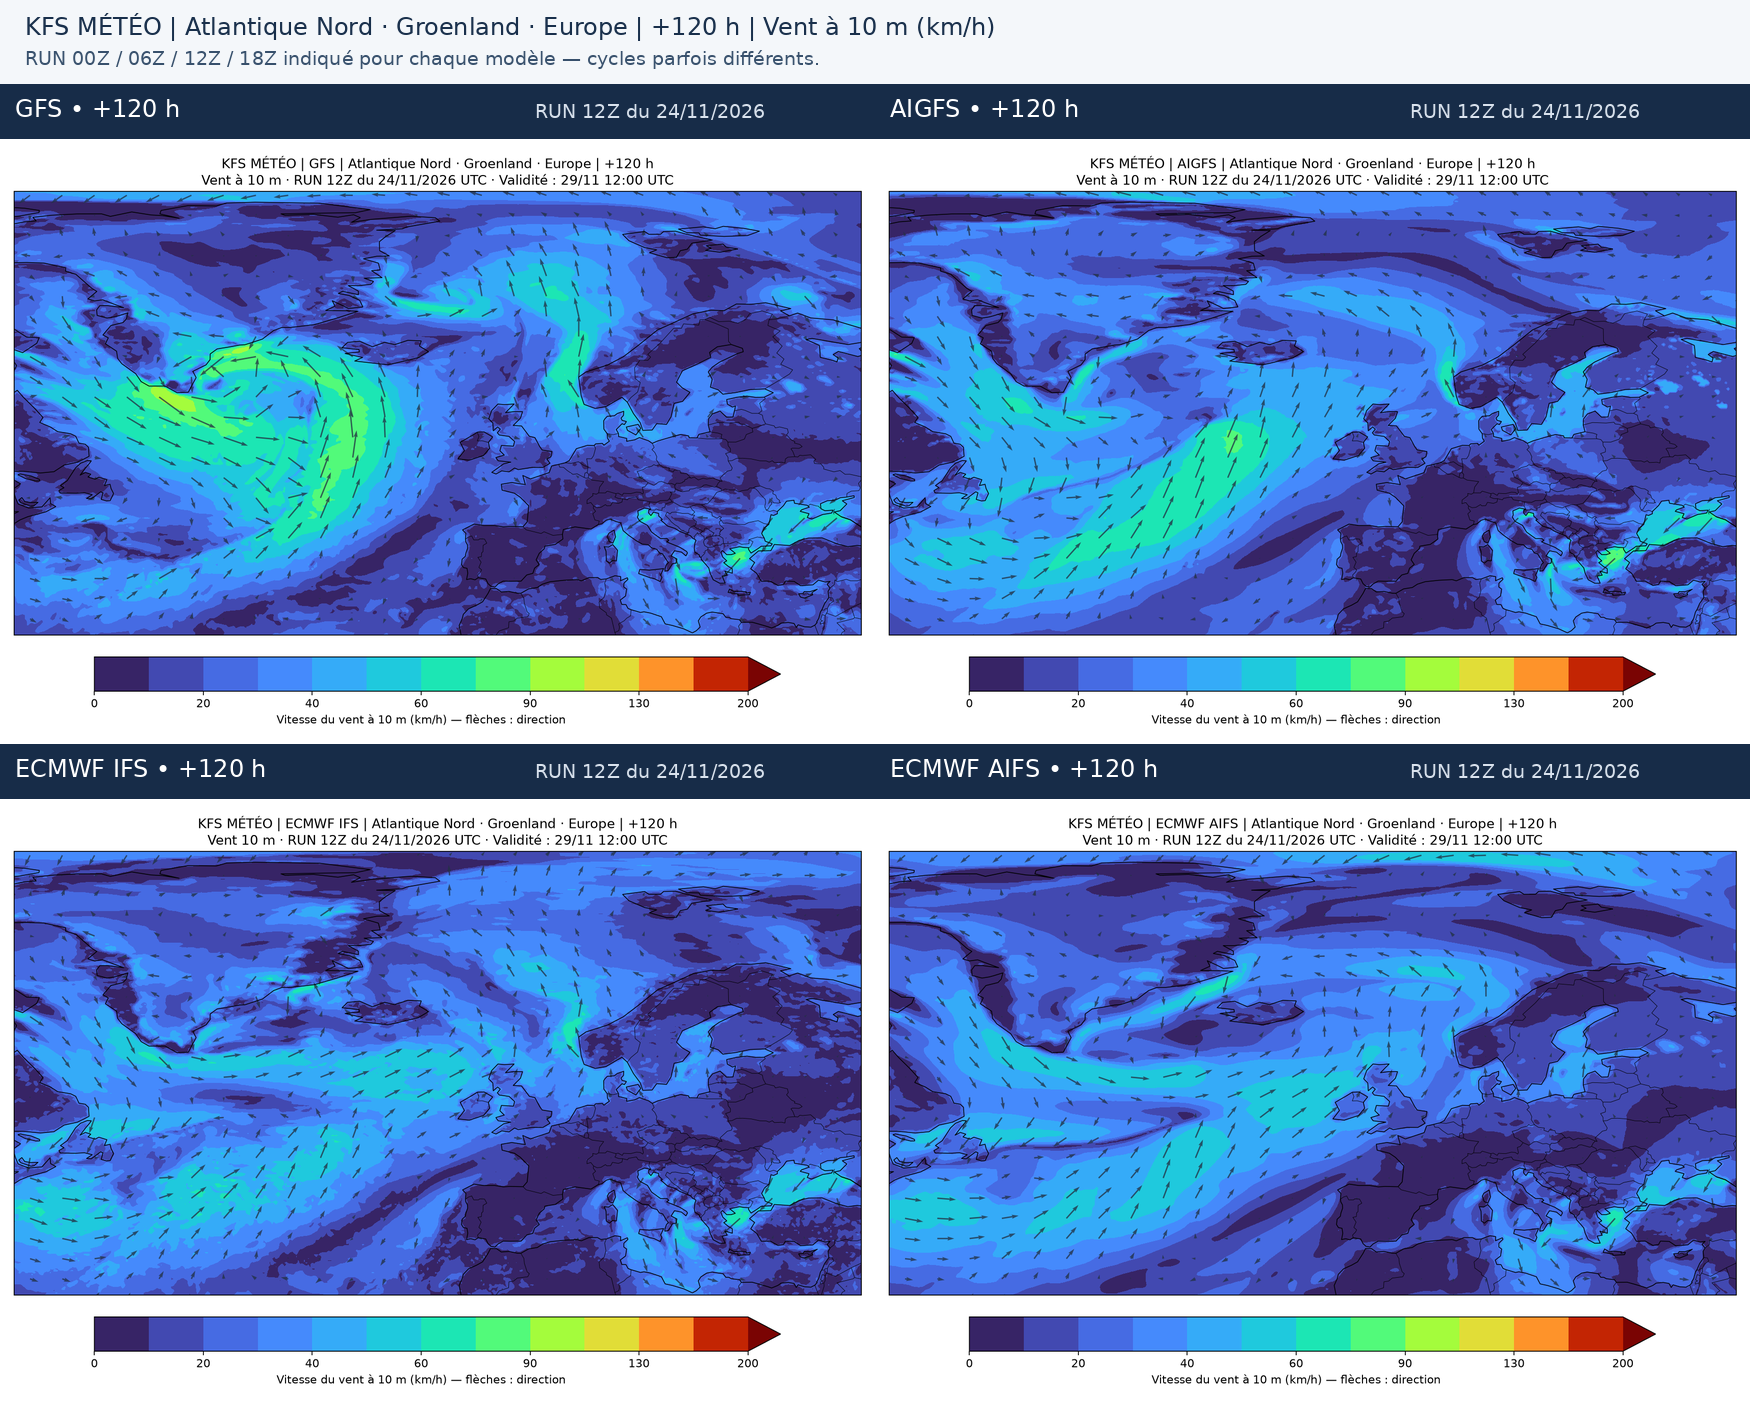 KFS MÉTÉO | Atlantique Nord · Groenland · Europe | +120 h | Vent à 10 m (km/h)
RUN 00Z / 06Z / 12Z / 18Z indiqué pour chaque modèle — cycles parfois différents.
GFS • +120 h
RUN 12Z du 24/11/2026
KFS MÉTÉO | GFS | Atlantique Nord · Groenland · Europe | +120 h
Vent à 10 m · RUN 12Z du 24/11/2026 UTC · Validité : 29/11 12:00 UTC
0 20 40 60 90 130 200
Vitesse du vent à 10 m (km/h) — flèches : direction
AIGFS • +120 h
RUN 12Z du 24/11/2026
KFS MÉTÉO | AIGFS | Atlantique Nord · Groenland · Europe | +120 h
Vent à 10 m · RUN 12Z du 24/11/2026 UTC · Validité : 29/11 12:00 UTC
0 20 40 60 90 130 200
Vitesse du vent à 10 m (km/h) — flèches : direction
ECMWF IFS • +120 h
RUN 12Z du 24/11/2026
KFS MÉTÉO | ECMWF IFS | Atlantique Nord · Groenland · Europe | +120 h
Vent 10 m · RUN 12Z du 24/11/2026 UTC · Validité : 29/11 12:00 UTC
0 20 40 60 90 130 200
Vitesse du vent à 10 m (km/h) — flèches : direction
ECMWF AIFS • +120 h
RUN 12Z du 24/11/2026
KFS MÉTÉO | ECMWF AIFS | Atlantique Nord · Groenland · Europe | +120 h
Vent 10 m · RUN 12Z du 24/11/2026 UTC · Validité : 29/11 12:00 UTC
0 20 40 60 90 130 200
Vitesse du vent à 10 m (km/h) — flèches : direction